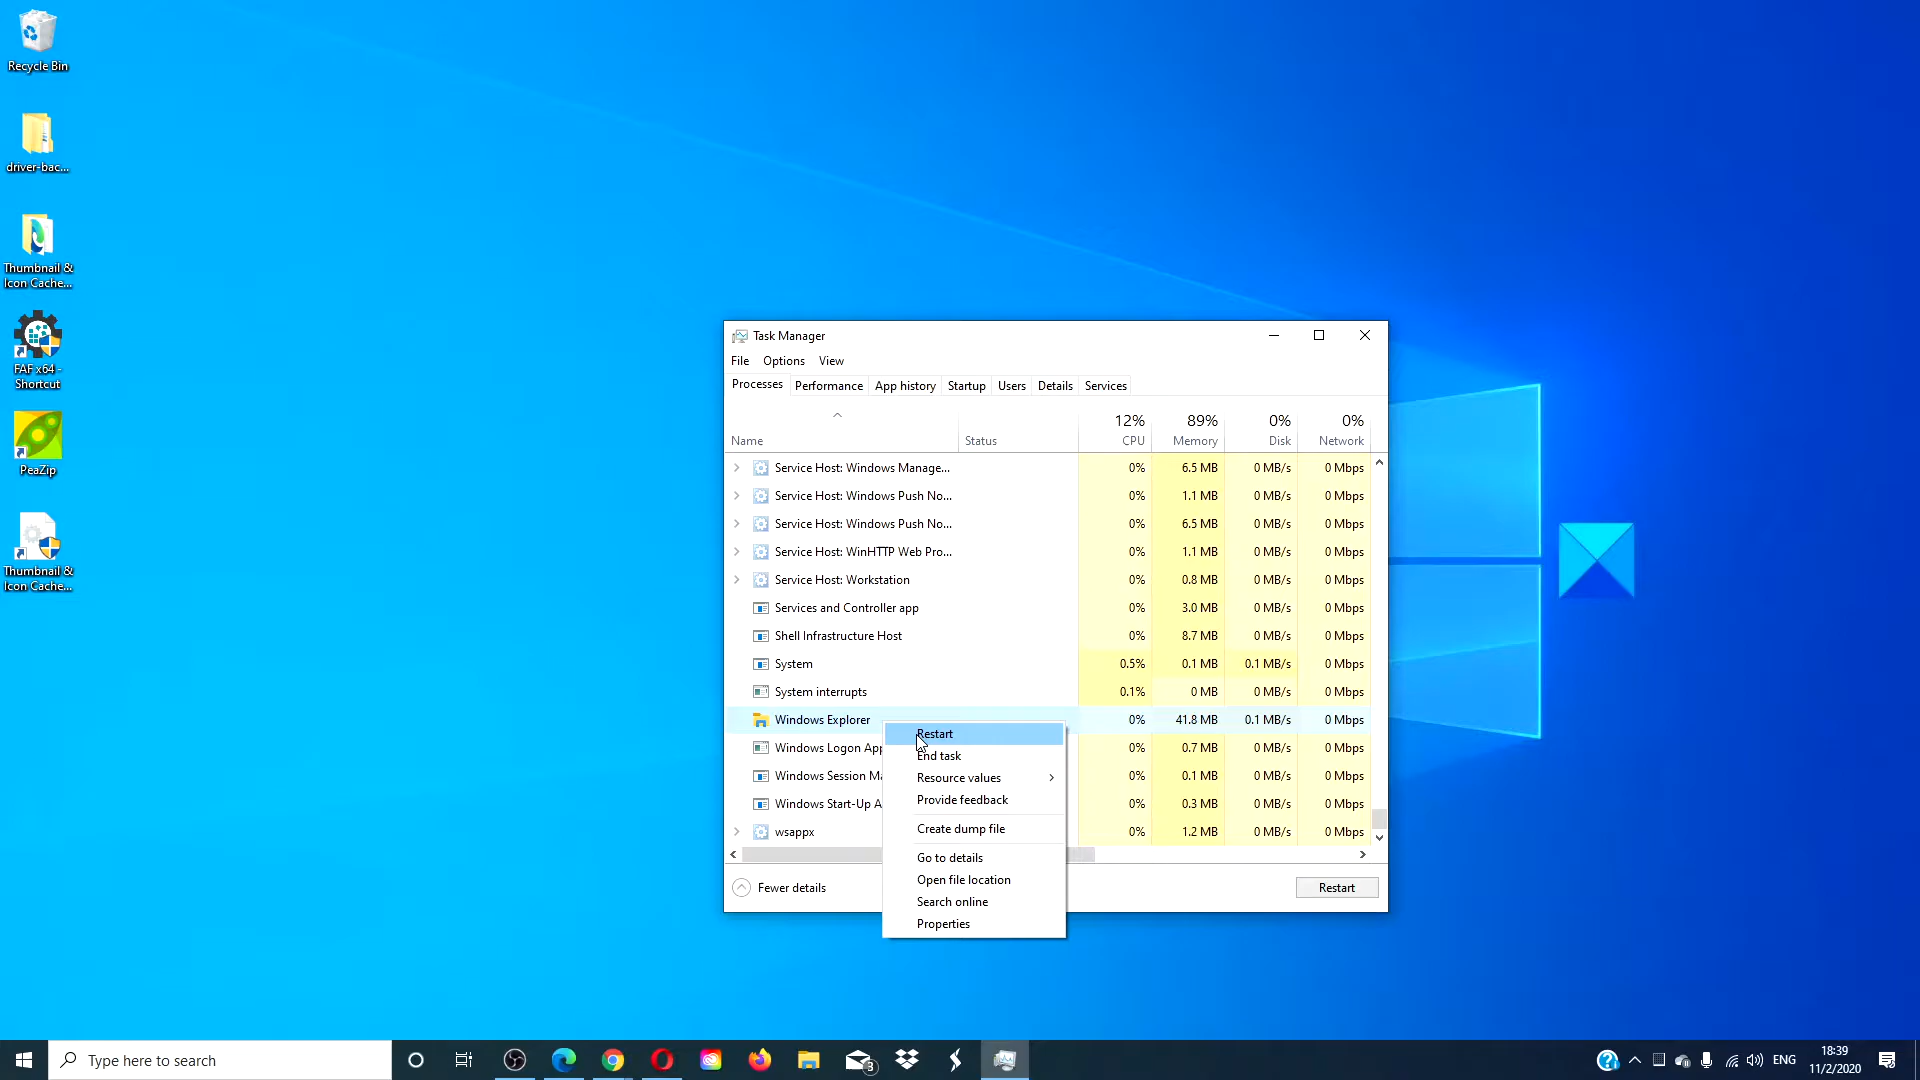 Recycle Bin
driver-bac...
Thumbnail &
Icon Cache...
FAF x64 -
Shortcut
PeaZip
Thumbnail &
Icon Cache...
Task Manager
File Options View
Processes Performance App history Startup Users Details Services
12% 89% 0% 0%
Name Status CPU Memory Disk Network
Service Host: Windows Manage... 0% 6.5 MB 0 MB/s 0 Mbps
Service Host: Windows Push No... 0% 1.1 MB 0 MB/s 0 Mbps
Service Host: Windows Push No... 0% 6.5 MB 0 MB/s 0 Mbps
Service Host: WinHTTP Web Pro... 0% 1.1 MB 0 MB/s 0 Mbps
Service Host: Workstation 0% 0.8 MB 0 MB/s 0 Mbps
Services and Controller app 0% 3.0 MB 0 MB/s 0 Mbps
Shell Infrastructure Host 0% 8.7 MB 0 MB/s 0 Mbps
System 0.5% 0.1 MB 0.1 MB/s 0 Mbps
System interrupts 0.1% 0 MB 0 MB/s 0 Mbps
Windows Explorer 0% 41.8 MB 0.1 MB/s 0 Mbps
Windows Logon App 0% 0.7 MB 0 MB/s 0 Mbps
Windows Session Ma 0% 0.1 MB 0 MB/s 0 Mbps
Windows Start-Up A 0% 0.3 MB 0 MB/s 0 Mbps
wsappx 0% 1.2 MB 0 MB/s 0 Mbps
Restart
End task
Resource values
Provide feedback
Create dump file
Go to details
Open file location
Search online
Properties
Fewer details Restart
Type here to search
3
ENG
18:39
11/2/2020